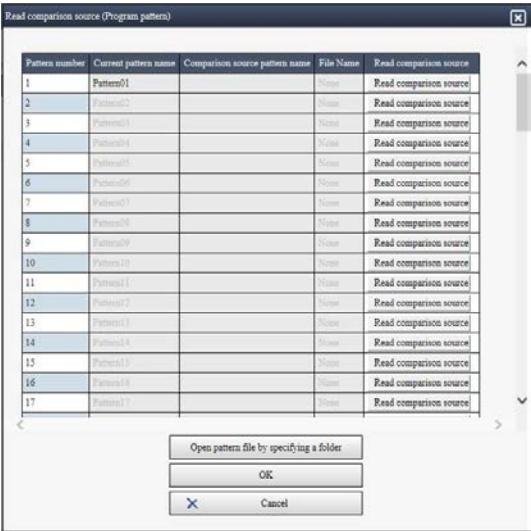 Read comparison source (Program pattern)
Pattern number Current pattern name Comparison source pattern name File Name Read comparison source
1 Pattern01 None Read comparison source
2 Pattern02 None Read comparison source
3 Pattern03 None Read comparison source
4 Pattern04 None Read comparison source
5 Pattern05 None Read comparison source
6 Pattern06 None Read comparison source
7 Pattern07 None Read comparison source
8 Pattern08 None Read comparison source
9 Pattern09 None Read comparison source
10 Pattern10 None Read comparison source
11 Pattern11 None Read comparison source
12 Pattern12 None Read comparison source
13 Pattern13 None Read comparison source
14 Pattern14 None Read comparison source
15 Pattern15 None Read comparison source
16 Pattern16 None Read comparison source
17 Pattern17 None Read comparison source
Open pattern file by specifying a folder
OK
Cancel